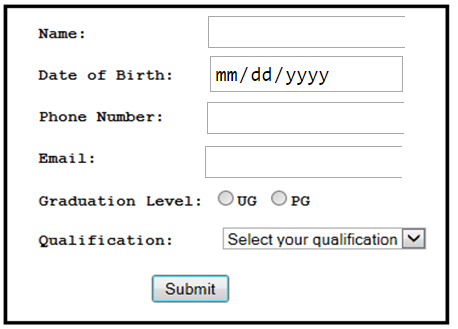 Name:
Date of Birth: mm/dd/yyyy
Phone Number:
Email:
Graduation Level: UG PG
Qualification: Select your qualification
Submit